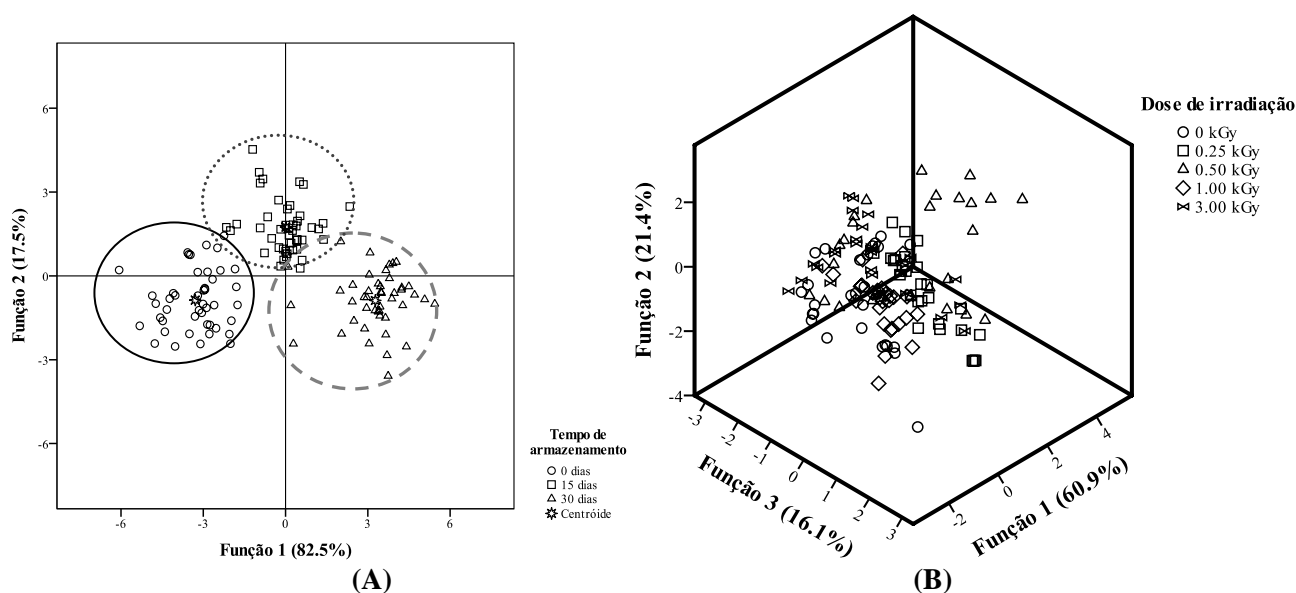 Função 2 (17.5%)
6
3
0
-3
-6
-6
-3
0
3
6
Função 1 (82.5%)
Tempo de
armazenamento
0 dias
15 dias
30 dias
Centróide
(A)
Função 2 (21.4%)
2
0
-2
-4
-3
-2
-1
0
1
2
3
Função 3 (16.1%)
-2
0
2
4
Função 1 (60.9%)
Dose de irradiação
0 kGy
0.25 kGy
0.50 kGy
1.00 kGy
3.00 kGy
(B)